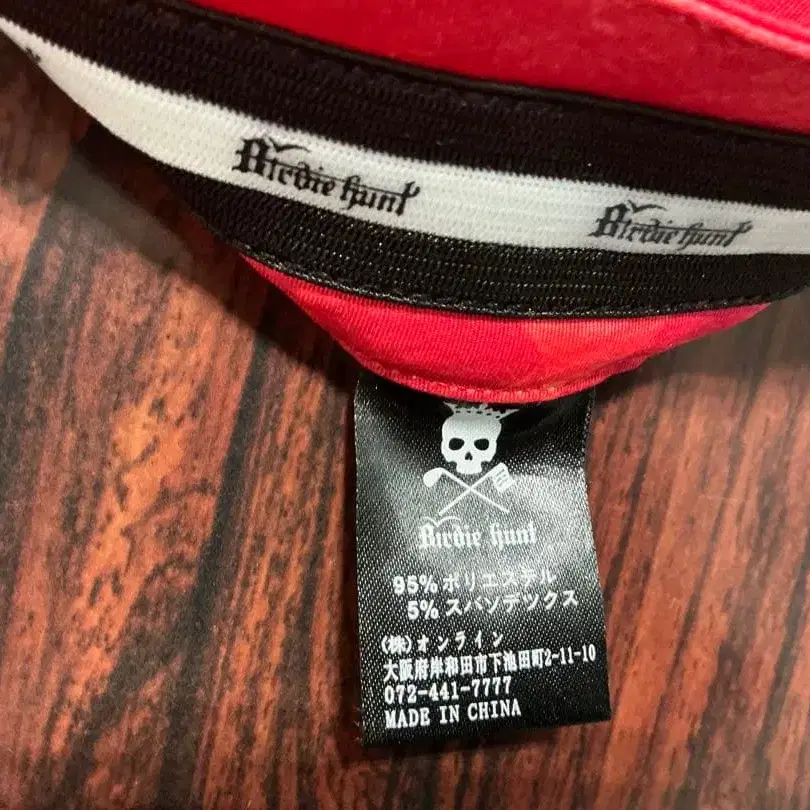 Birdie hunt
Birdie hunt
Birdie hunt
95% ポリエステル
5% スパソデツクス
(株)オンライン
大阪府岸和田市下池田町2-11-10
072-441-7777
MADE IN CHINA